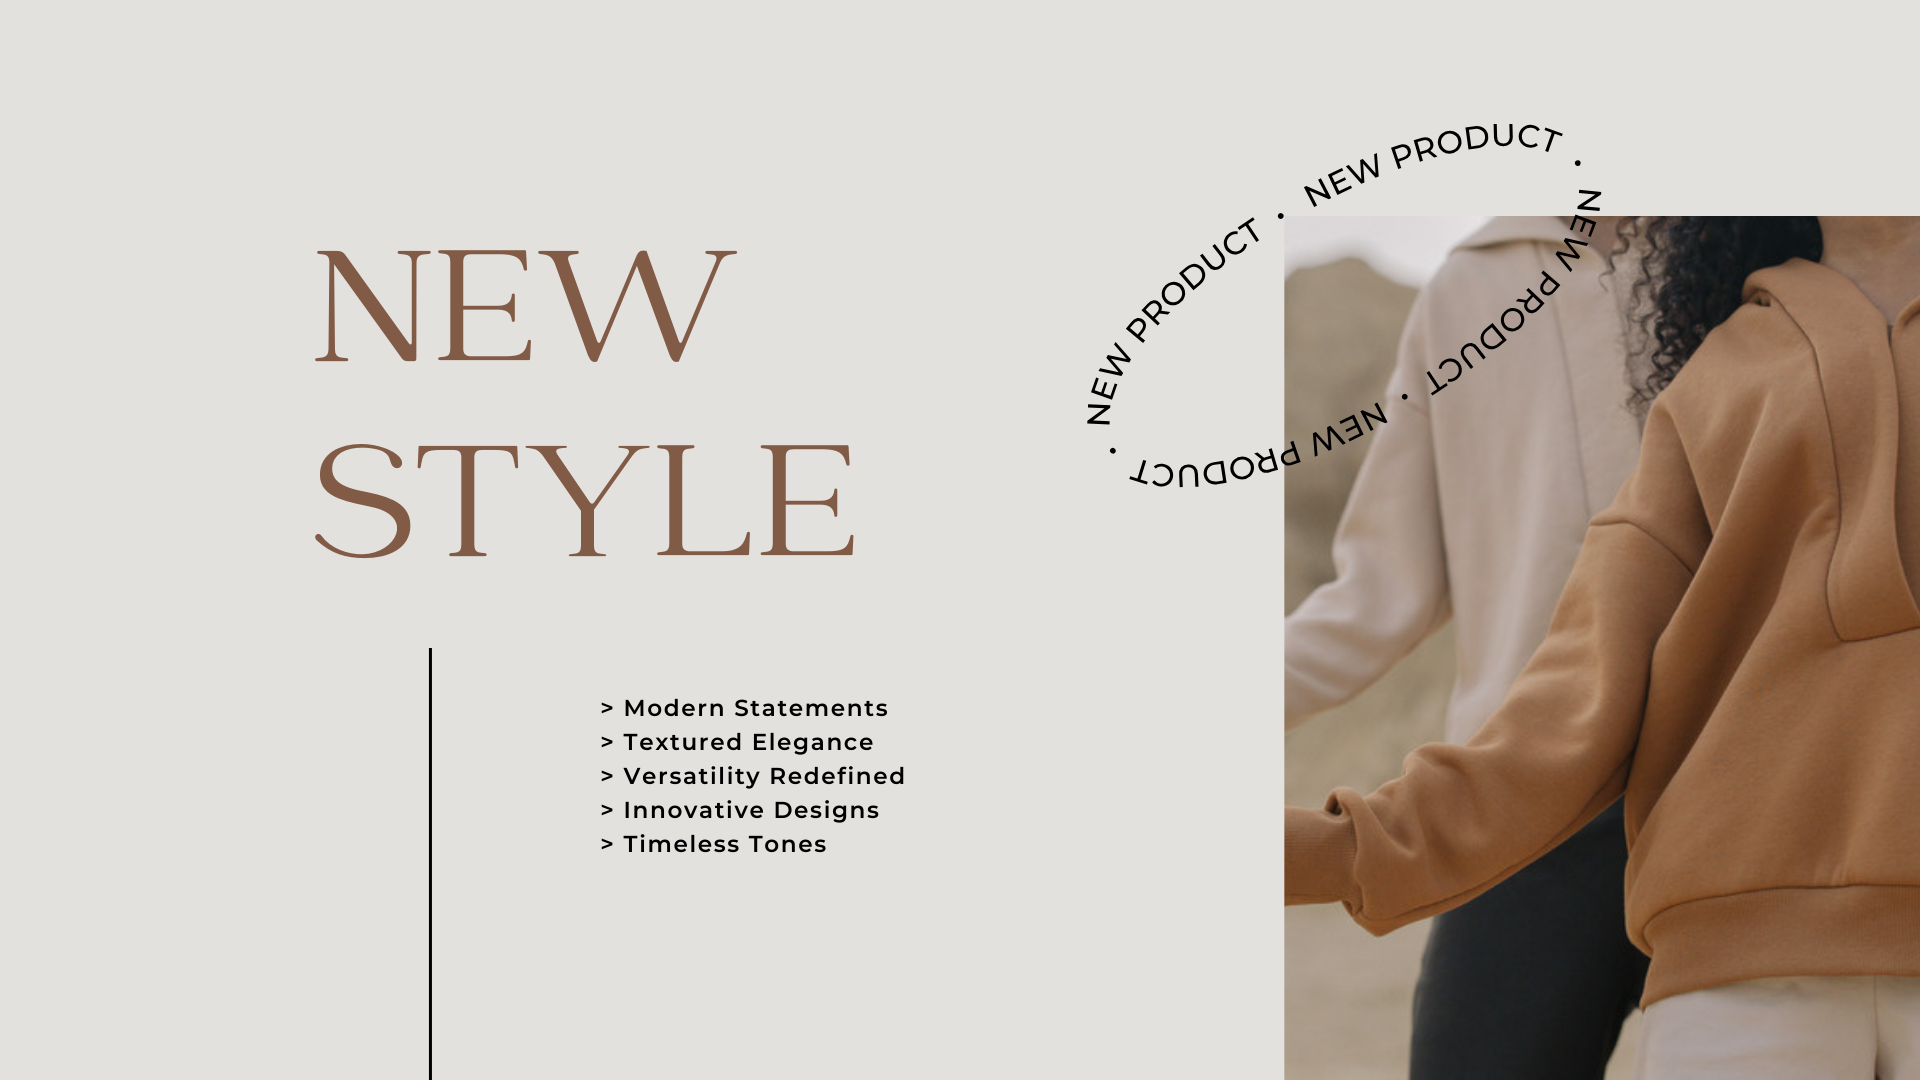 NEW
STYLE
NEW PRODUCT • NEW PRODUCT • NEW PRODUCT • NEW PRODUCT •
> Modern Statements
> Textured Elegance
> Versatility Redefined
> Innovative Designs
> Timeless Tones